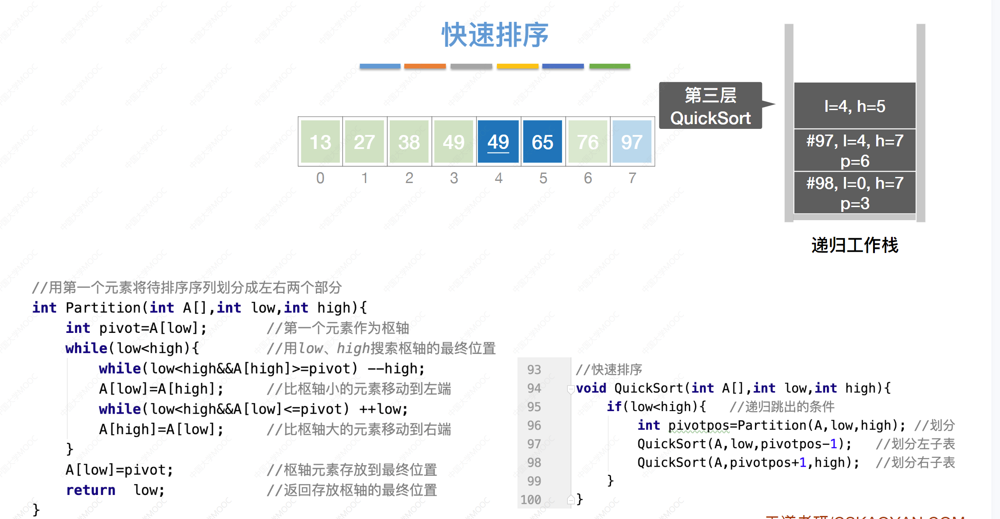 快速排序
第三层
QuickSort
l=4, h=5
#97, l=4, h=7
p=6
#98, l=0, h=7
p=3
递归工作栈
13 27 38 49 49 65 76 97
0 1 2 3 4 5 6 7
//用第一个元素将待排序序列划分成左右两个部分
int Partition(int A[],int low,int high){
int pivot=A[low]; //第一个元素作为枢轴
while(low<high){ //用low、high搜索枢轴的最终位置
while(low<high&&A[high]>=pivot) --high;
A[low]=A[high]; //比枢轴小的元素移动到左端
while(low<high&&A[low]<=pivot) ++low;
A[high]=A[low]; //比枢轴大的元素移动到右端
}
A[low]=pivot; //枢轴元素存放到最终位置
return low; //返回存放枢轴的最终位置
}
93 //快速排序
94 void QuickSort(int A[],int low,int high){
95 if(low<high){ //递归跳出的条件
96 int pivotpos=Partition(A,low,high); //划分
97 QuickSort(A,low,pivotpos-1); //划分左子表
98 QuickSort(A,pivotpos+1,high); //划分右子表
99 }
100 }
中国大学MOOC